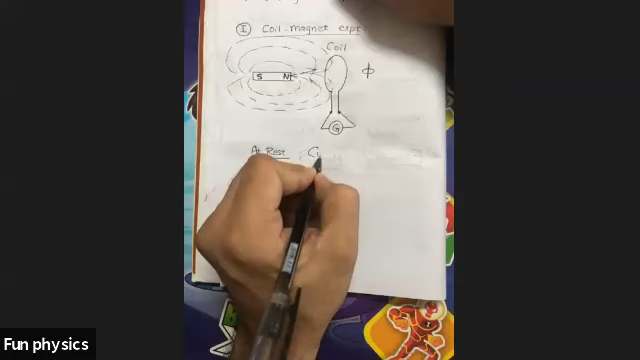 I Coil-magnet expt
Coil
S N
ϕ
G
At Rest : C
Fun physics